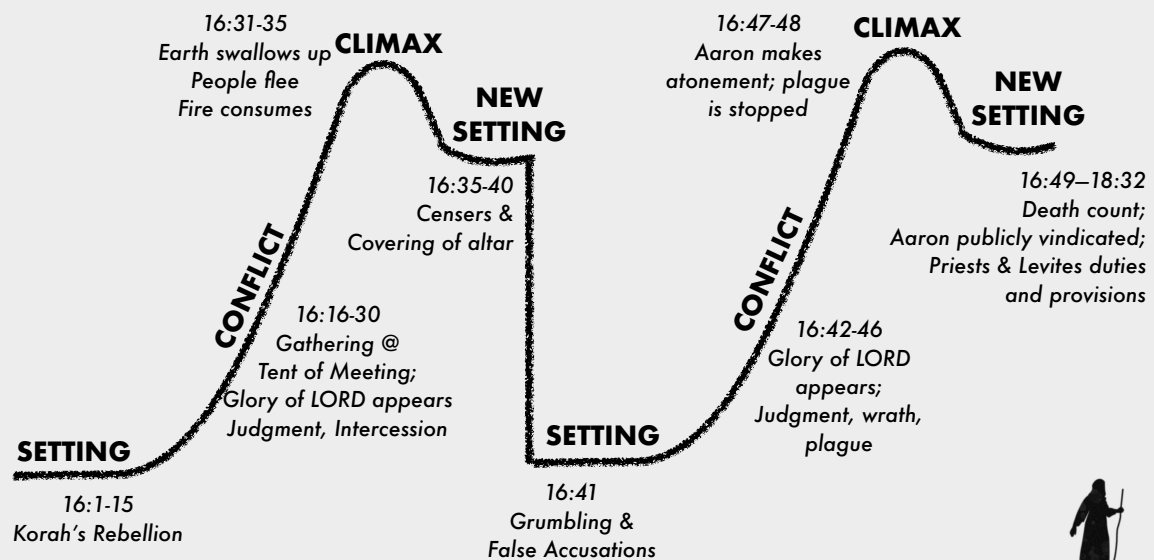 SETTING
16:1-15
Korah's Rebellion
CONFLICT
16:16-30
Gathering @
Tent of Meeting;
Glory of LORD appears
Judgment, Intercession
16:31-35
Earth swallows up
People flee
Fire consumes
CLIMAX
NEW
SETTING
16:35-40
Censers &
Covering of altar
SETTING
16:41
Grumbling &
False Accusations
CONFLICT
16:42-46
Glory of LORD
appears;
Judgment, wrath,
plague
16:47-48
Aaron makes
atonement; plague
is stopped
CLIMAX
NEW
SETTING
16:49—18:32
Death count;
Aaron publicly vindicated;
Priests & Levites duties
and provisions